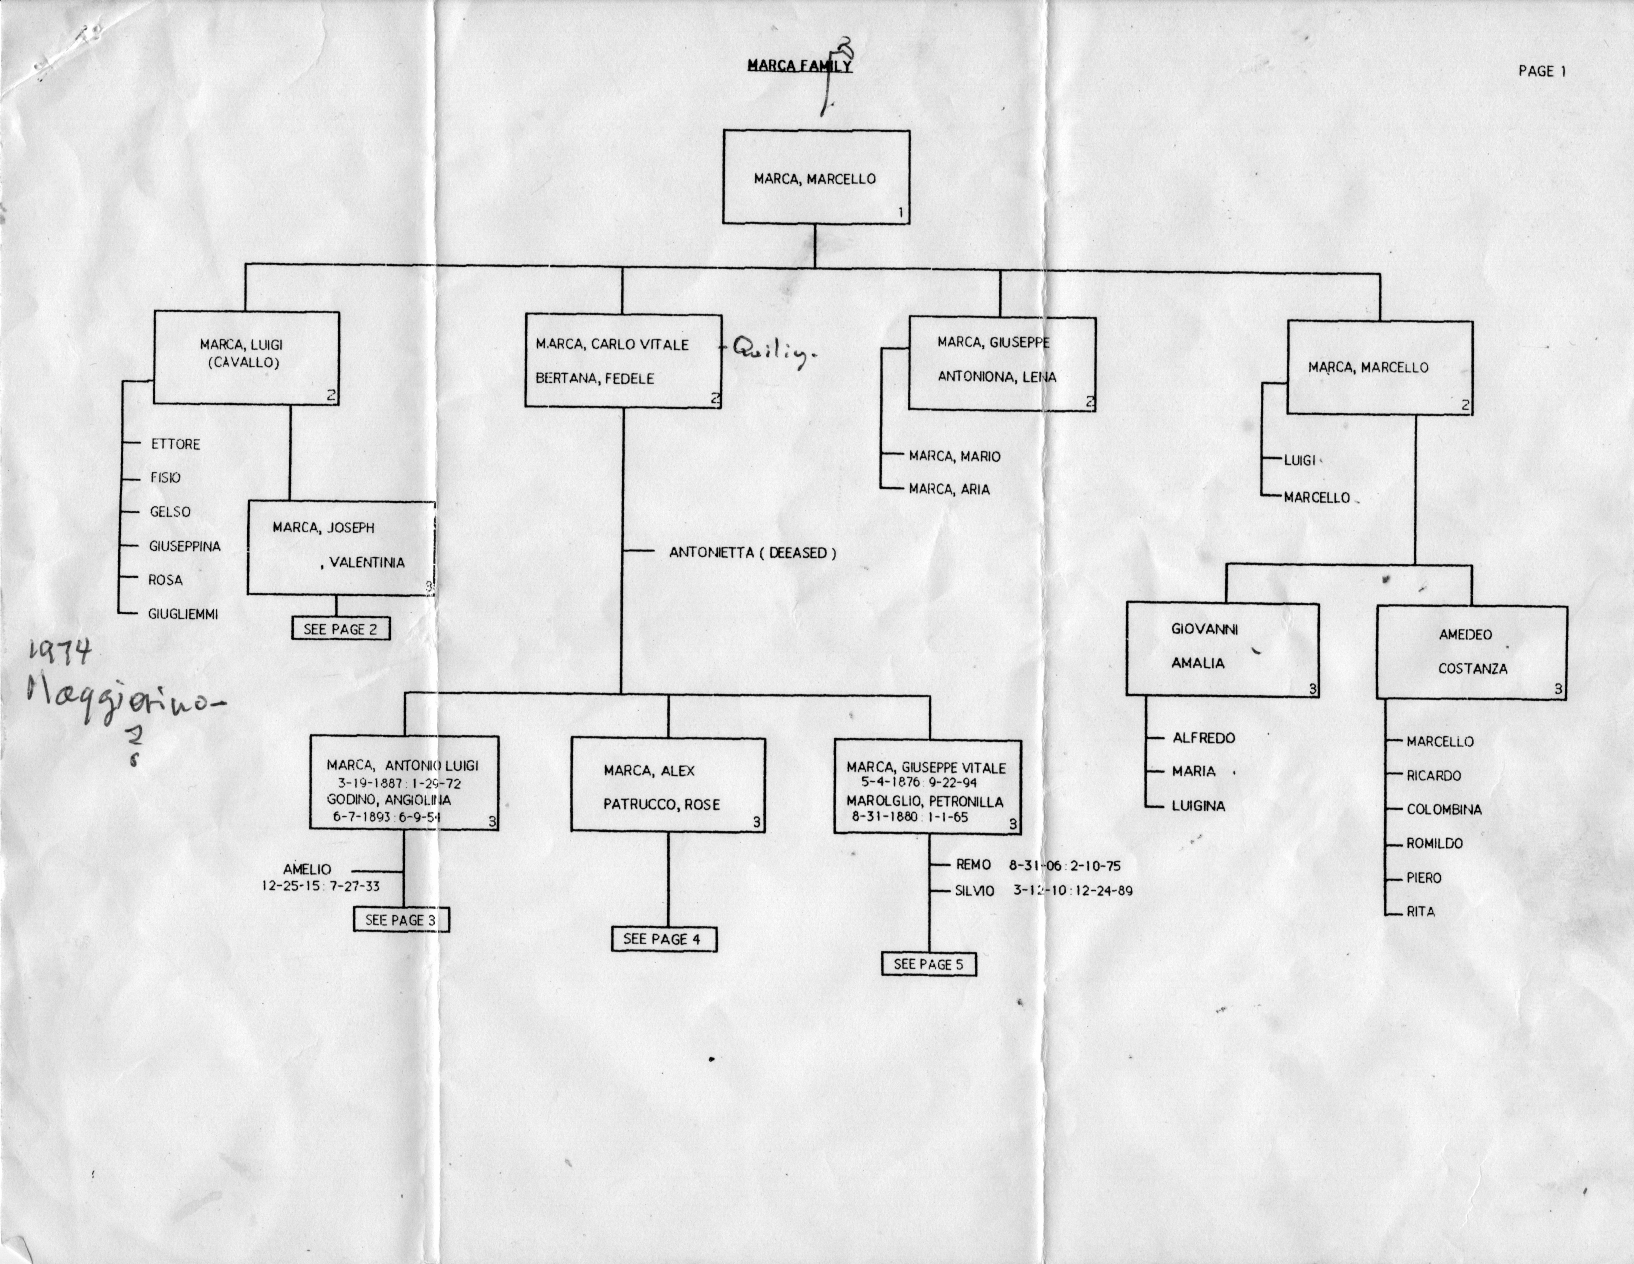 MARCA FAMILY
PAGE 1
MARCA, MARCELLO
1
MARCA, LUIGI
(CAVALLO)
2
ETTORE
FISIO
GELSO
GIUSEPPINA
ROSA
GIUGLIEMMI
MARCA, JOSEPH
, VALENTINIA
3
SEE PAGE 2
MARCA, CARLO VITALE
BERTANA, FEDELE
2
ANTONIETTA ( DEEASED )
MARCA, GIUSEPPE
ANTONIONA, LENA
2
MARCA, MARIO
MARCA, ARIA
MARCA, MARCELLO
2
LUIGI
MARCELLO
GIOVANNI
AMALIA
3
ALFREDO
MARIA
LUIGINA
AMEDEO
COSTANZA
3
MARCELLO
RICARDO
COLOMBINA
ROMILDO
PIERO
RITA
1974
Maggiorino-
?
MARCA, ANTONIO LUIGI
3-19-1887 : 1-29-72
GODINO, ANGIOLINA
6-7-1893 : 6-9-54
3
AMELIO
12-25-15 : 7-27-33
SEE PAGE 3
MARCA, ALEX
PATRUCCO, ROSE
3
SEE PAGE 4
MARCA, GIUSEPPE VITALE
5-4-1876 9-22-94
MAROLGLIO, PETRONILLA
8-31-1880 : 1-1-65
3
REMO 8-31-06 : 2-10-75
SILVIO 3-12-10 : 12-24-89
SEE PAGE 5